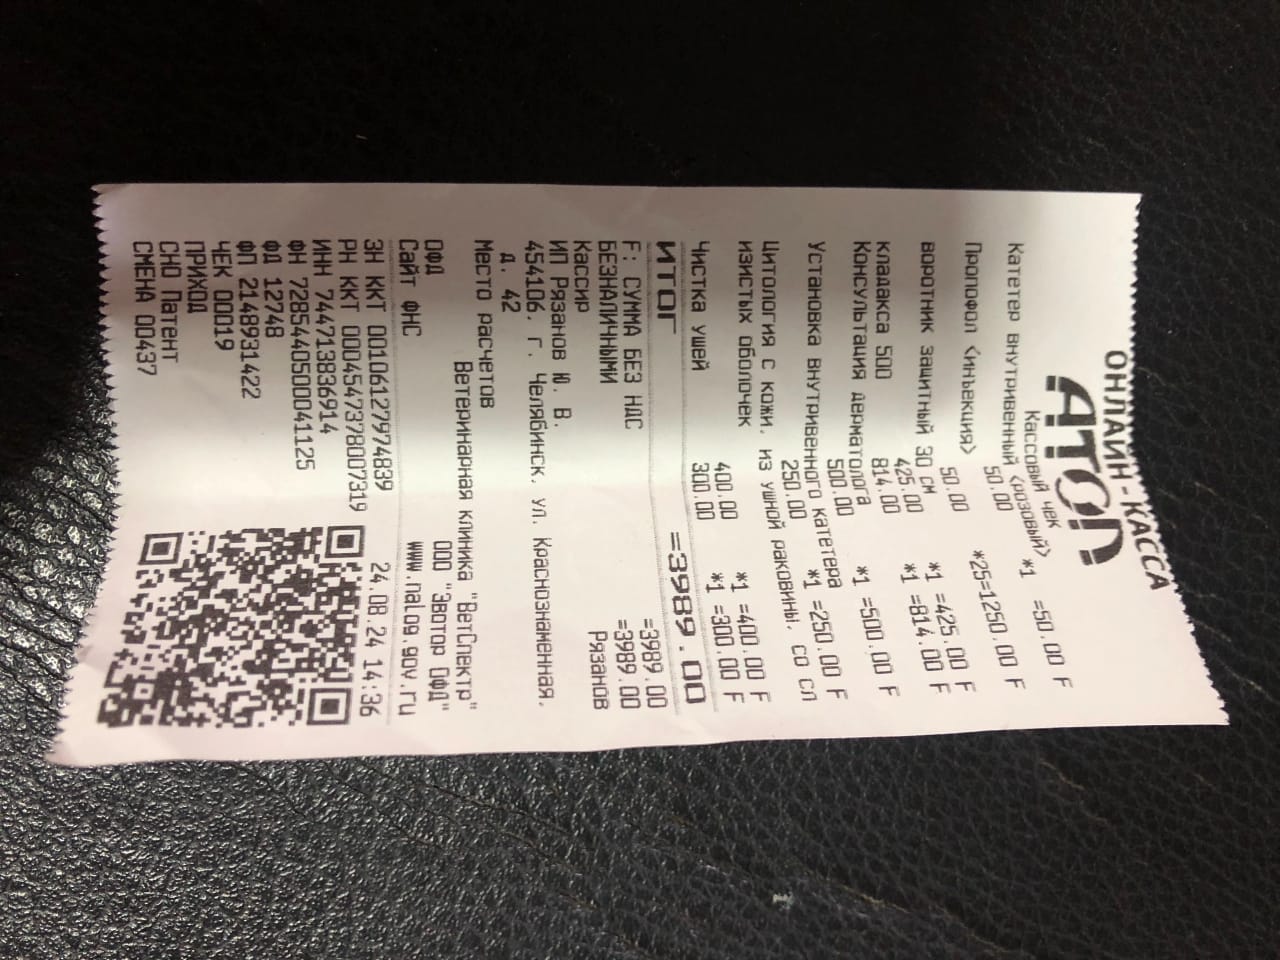 ОНЛАЙН-КАССА
АТОЛ
Кассовый чек
Катетер внутривенный <розовый>
50.00 *1 =50.00 F
Пропофол <инъекция>
50.00 *25=1250.00 F
воротник защитный 30 см
425.00 *1 =425.00 F
кладакса 500 814.00 *1 =814.00 F
Консультация дерматолога
500.00 *1 =500.00 F
Установка внутривенного катетера
250.00 *1 =250.00 F
Цитология с кожи, из ушной раковины, со сл
изистых оболочек
400.00 *1 =400.00 F
Чистка ушей 300.00 *1 =300.00 F
ИТОГ =3989.00
F: СУММА БЕЗ НДС =3989.00
БЕЗНАЛИЧНЫМИ =3989.00
Кассир Рязанов
ИП Рязанов Ю. В.
454106, г. Челябинск, ул. Краснознаменная,
д. 42
Место расчетов
Ветеринарная клиника "ВетСпектр"
ОФД ООО "Эвотор ОФД"
Сайт ФНС www.nalog.gov.ru
ЗН ККТ 00106127974839 24.08.24 14:36
РН ККТ 0004547378007319
ИНН 744713836914
ФН 7285440500041125
ФД 12748
ФП 2148931422
ЧЕК 00019
ПРИХОД
СНО Патент
СМЕНА 00437